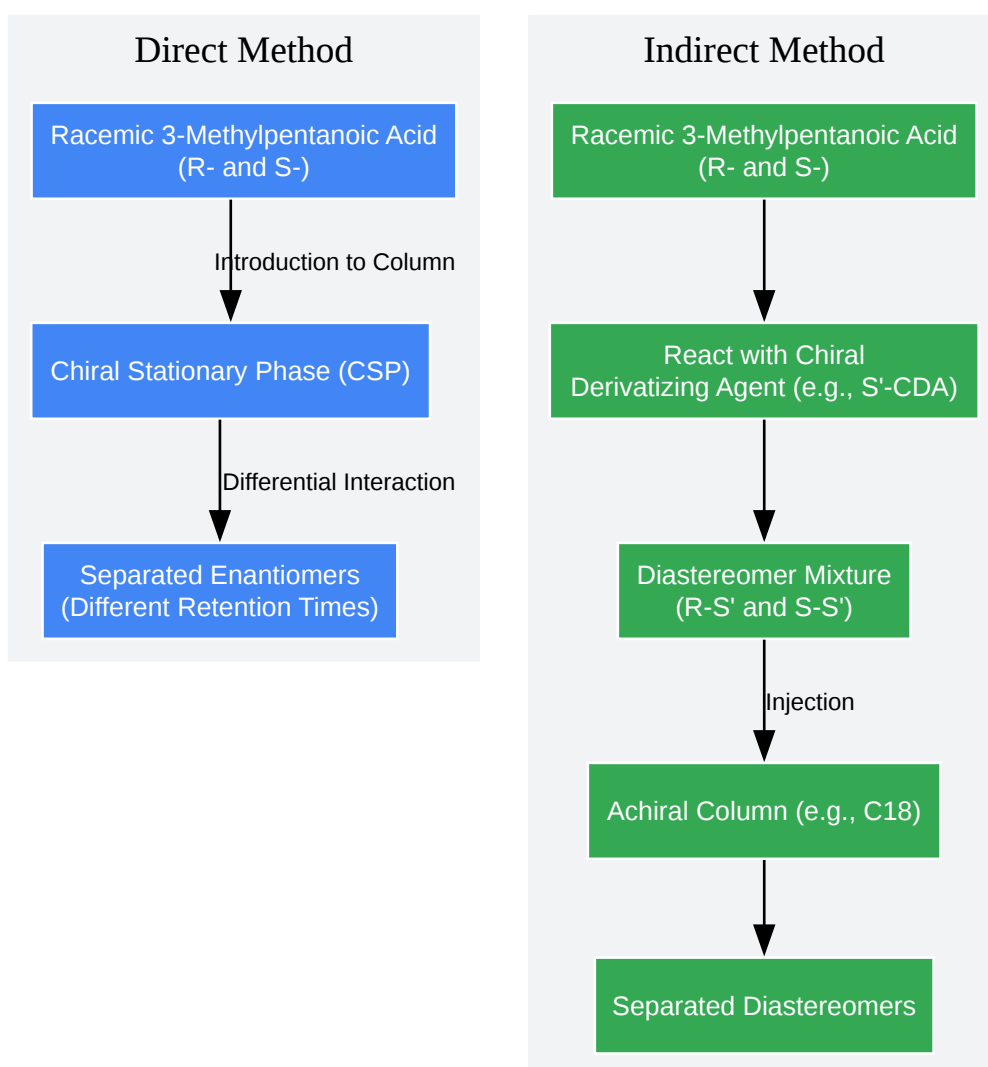 Direct Method
Racemic 3-Methylpentanoic Acid
(R- and S-)
Introduction to Column
Chiral Stationary Phase (CSP)
Differential Interaction
Separated Enantiomers
(Different Retention Times)
Indirect Method
Racemic 3-Methylpentanoic Acid
(R- and S-)
React with Chiral
Derivatizing Agent (e.g., S'-CDA)
Diastereomer Mixture
(R-S' and S-S')
Injection
Achiral Column (e.g., C18)
Separated Diastereomers